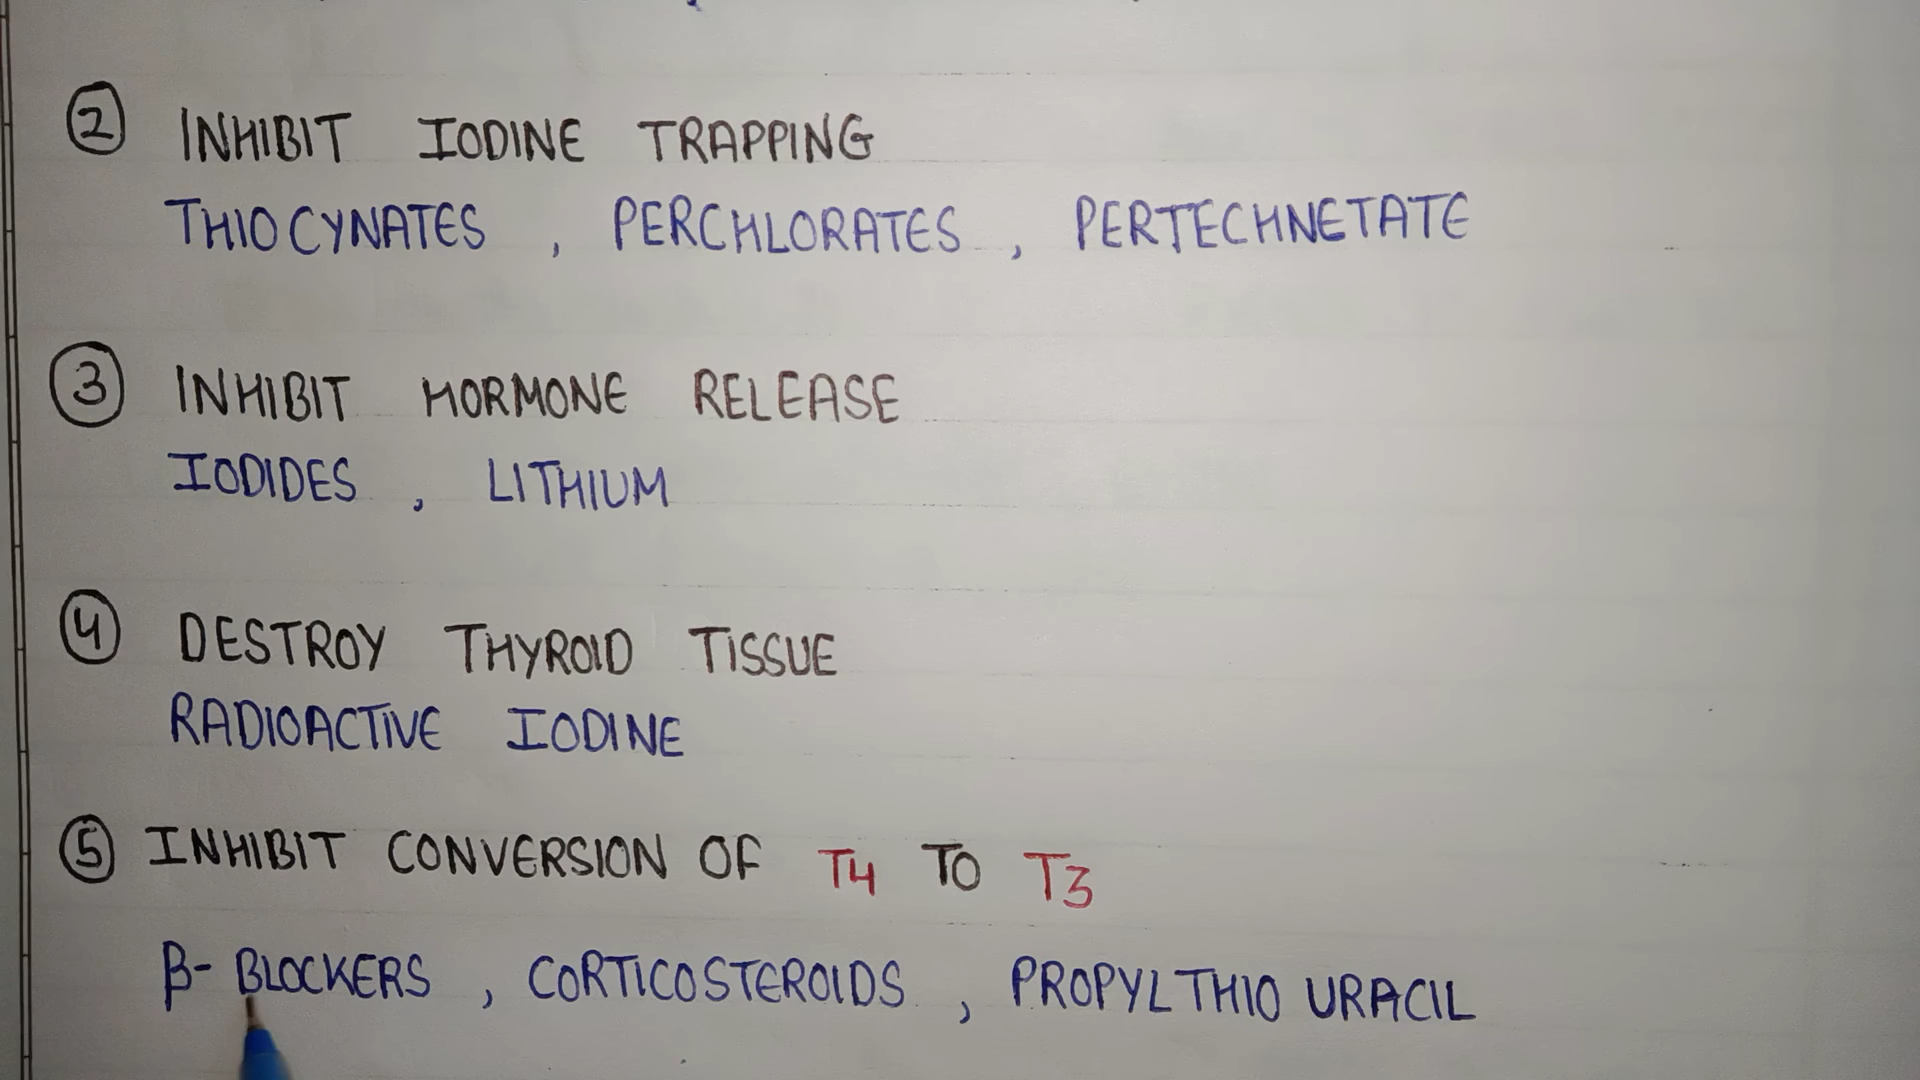 ② INHIBIT IODINE TRAPPING
THIOCYNATES , PERCHLORATES , PERTECHNETATE
③ INHIBIT HORMONE RELEASE
IODIDES , LITHIUM
④ DESTROY THYROID TISSUE
RADIOACTIVE IODINE
⑤ INHIBIT CONVERSION OF T4 TO T3
β- BLOCKERS , CORTICOSTEROIDS , PROPYLTHIO URACIL